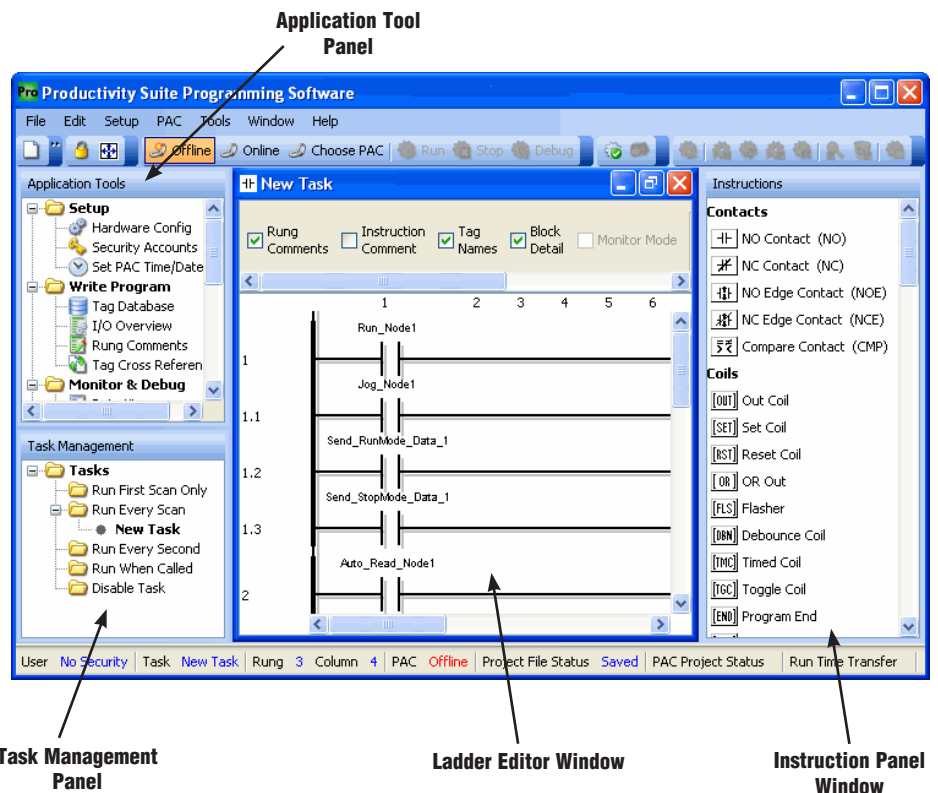 Application Tool
Panel
Pro Productivity Suite Programming Software
File Edit Setup PAC Tools Window Help
Offline Online Choose PAC Run Stop Debug
Application Tools
Setup
Hardware Config
Security Accounts
Set PAC Time/Date
Write Program
Tag Database
I/O Overview
Rung Comments
Tag Cross Referen
Monitor & Debug
Task Management
Tasks
Run First Scan Only
Run Every Scan
New Task
Run Every Second
Run When Called
Disable Task
New Task
Rung Comments
Instruction Comment
Tag Names
Block Detail
Monitor Mode
1 2 3 4 5 6
Run_Node1
1
Jog_Node1
1.1
Send_RunMode_Data_1
1.2
Send_StopMode_Data_1
1.3
Auto_Read_Node1
2
Instructions
Contacts
NO Contact (NO)
NC Contact (NC)
NO Edge Contact (NOE)
NC Edge Contact (NCE)
Compare Contact (CMP)
Coils
[OUT] Out Coil
[SET] Set Coil
[RST] Reset Coil
[OR] OR Out
[FLS] Flasher
[DBN] Debounce Coil
[TMC] Timed Coil
[TGC] Toggle Coil
[END] Program End
User No Security Task New Task Rung 3 Column 4 PAC Offline Project File Status Saved PAC Project Status Run Time Transfer
Task Management
Panel
Ladder Editor Window
Instruction Panel
Window